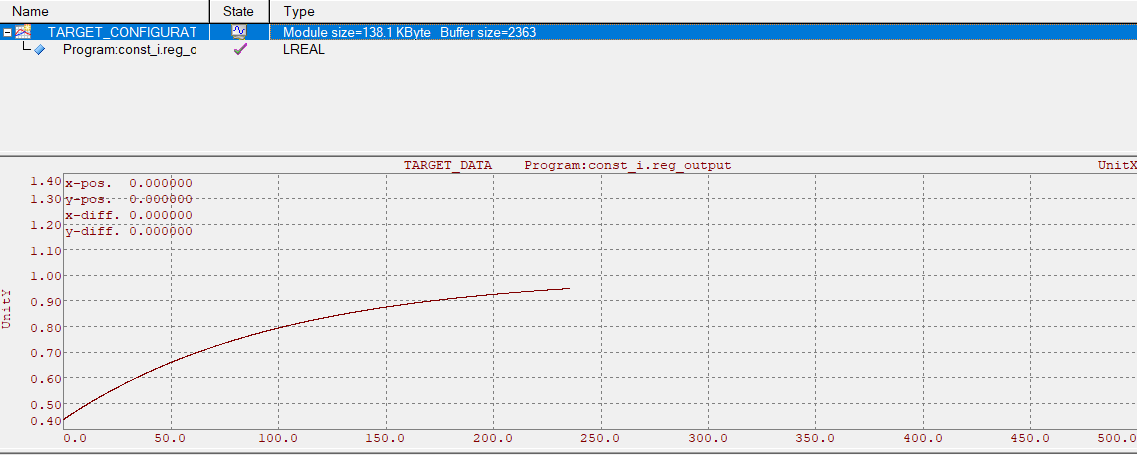 Name State Type
TARGET_CONFIGURAT Module size=138.1 KByte Buffer size=2363
Program:const_i.reg_c LREAL
TARGET_DATA Program:const_i.reg_output UnitX
1.40
x-pos. 0.000000
1.30
y-pos. 0.000000
x-diff. 0.000000
1.20
y-diff. 0.000000
1.10
1.00
0.90
UnitY
0.80
0.70
0.60
0.50
0.40
0.0 50.0 100.0 150.0 200.0 250.0 300.0 350.0 400.0 450.0 500.0